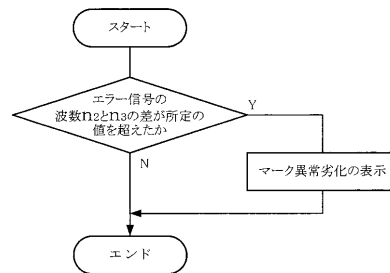 スタート
エラー信号の
波数n2とn3の差が所定の
値を超えたか
Y
N
マーク異常劣化の表示
エンド